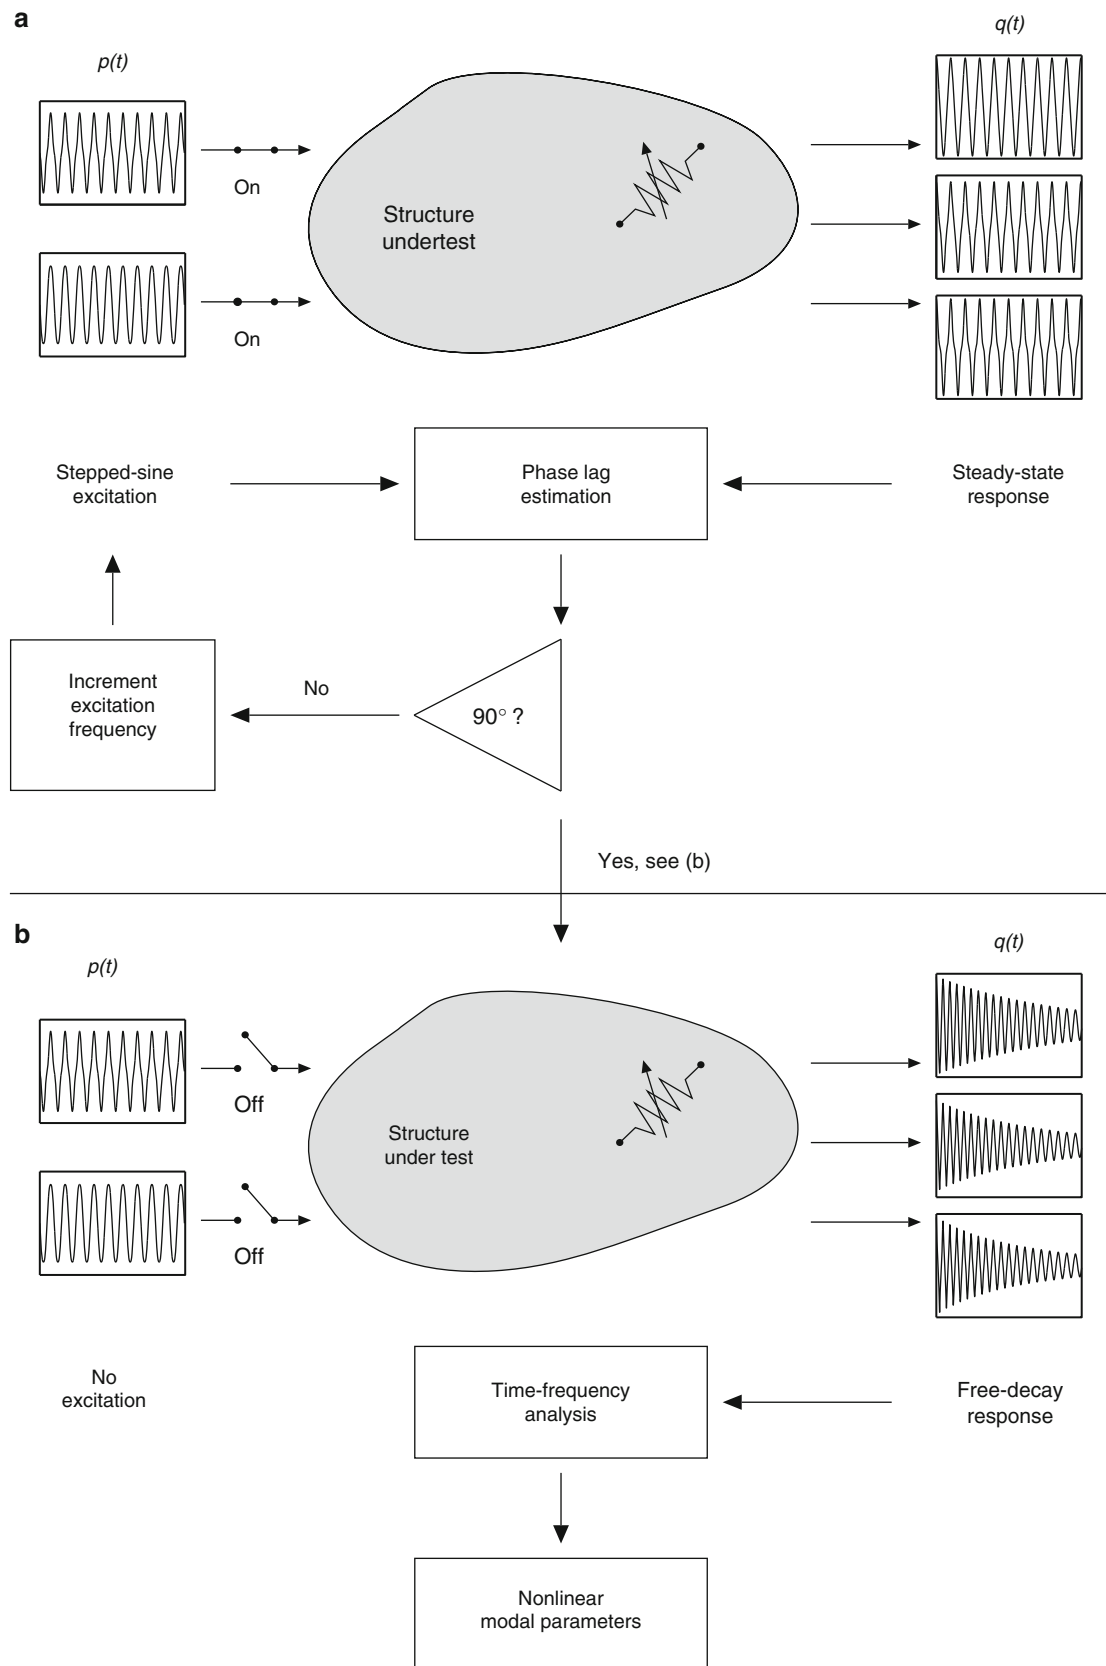 a
p(t)
q(t)
On
Structure
undertest
On
Stepped-sine
excitation
Phase lag
estimation
Steady-state
response
Increment
excitation
frequency
No
90° ?
Yes, see (b)
b
p(t)
q(t)
Off
Structure
under test
Off
No
excitation
Time-frequency
analysis
Free-decay
response
Nonlinear
modal parameters